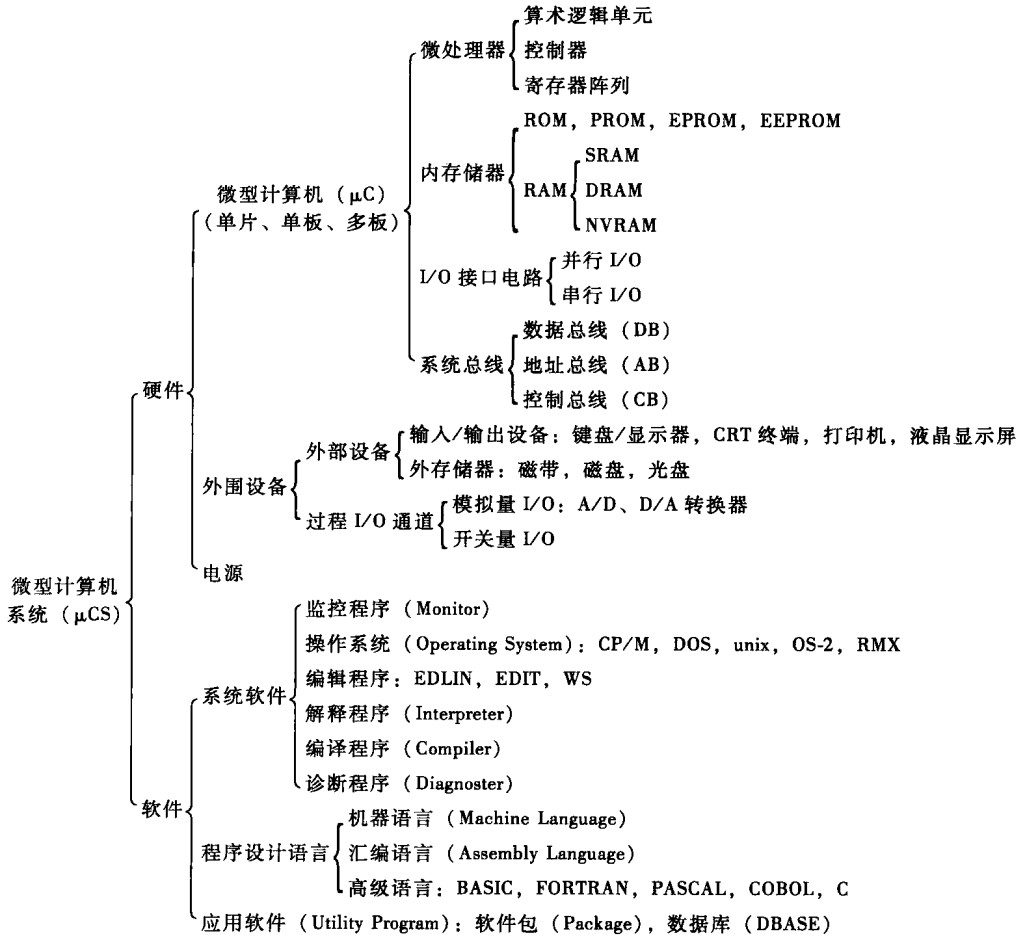 算术逻辑单元
微处理器
控制器
寄存器阵列
ROM，PROM，EPROM，EEPROM
SRAM
内存储器
RAM
DRAM
微型计算机（μC）
（单片、单板、多板）
NVRAM
并行 I/O
I/O 接口电路
串行 I/O
数据总线（DB）
系统总线
地址总线（AB）
硬件
控制总线（CB）
输入/输出设备：键盘/显示器，CRT 终端，打印机，液晶显示屏
外部设备
外存储器：磁带，磁盘，光盘
外围设备
模拟量 I/O：A/D、D/A 转换器
过程 I/O 通道
开关量 I/O
电源
微型计算机
系统（μCS）
监控程序（Monitor）
操作系统（Operating System）：CP/M，DOS，unix，OS-2，RMX
编辑程序：EDLIN，EDIT，WS
系统软件
解释程序（Interpreter）
编译程序（Compiler）
诊断程序（Diagnoster）
软件
机器语言（Machine Language）
程序设计语言
汇编语言（Assembly Language）
高级语言：BASIC，FORTRAN，PASCAL，COBOL，C
应用软件（Utility Program）：软件包（Package），数据库（DBASE）